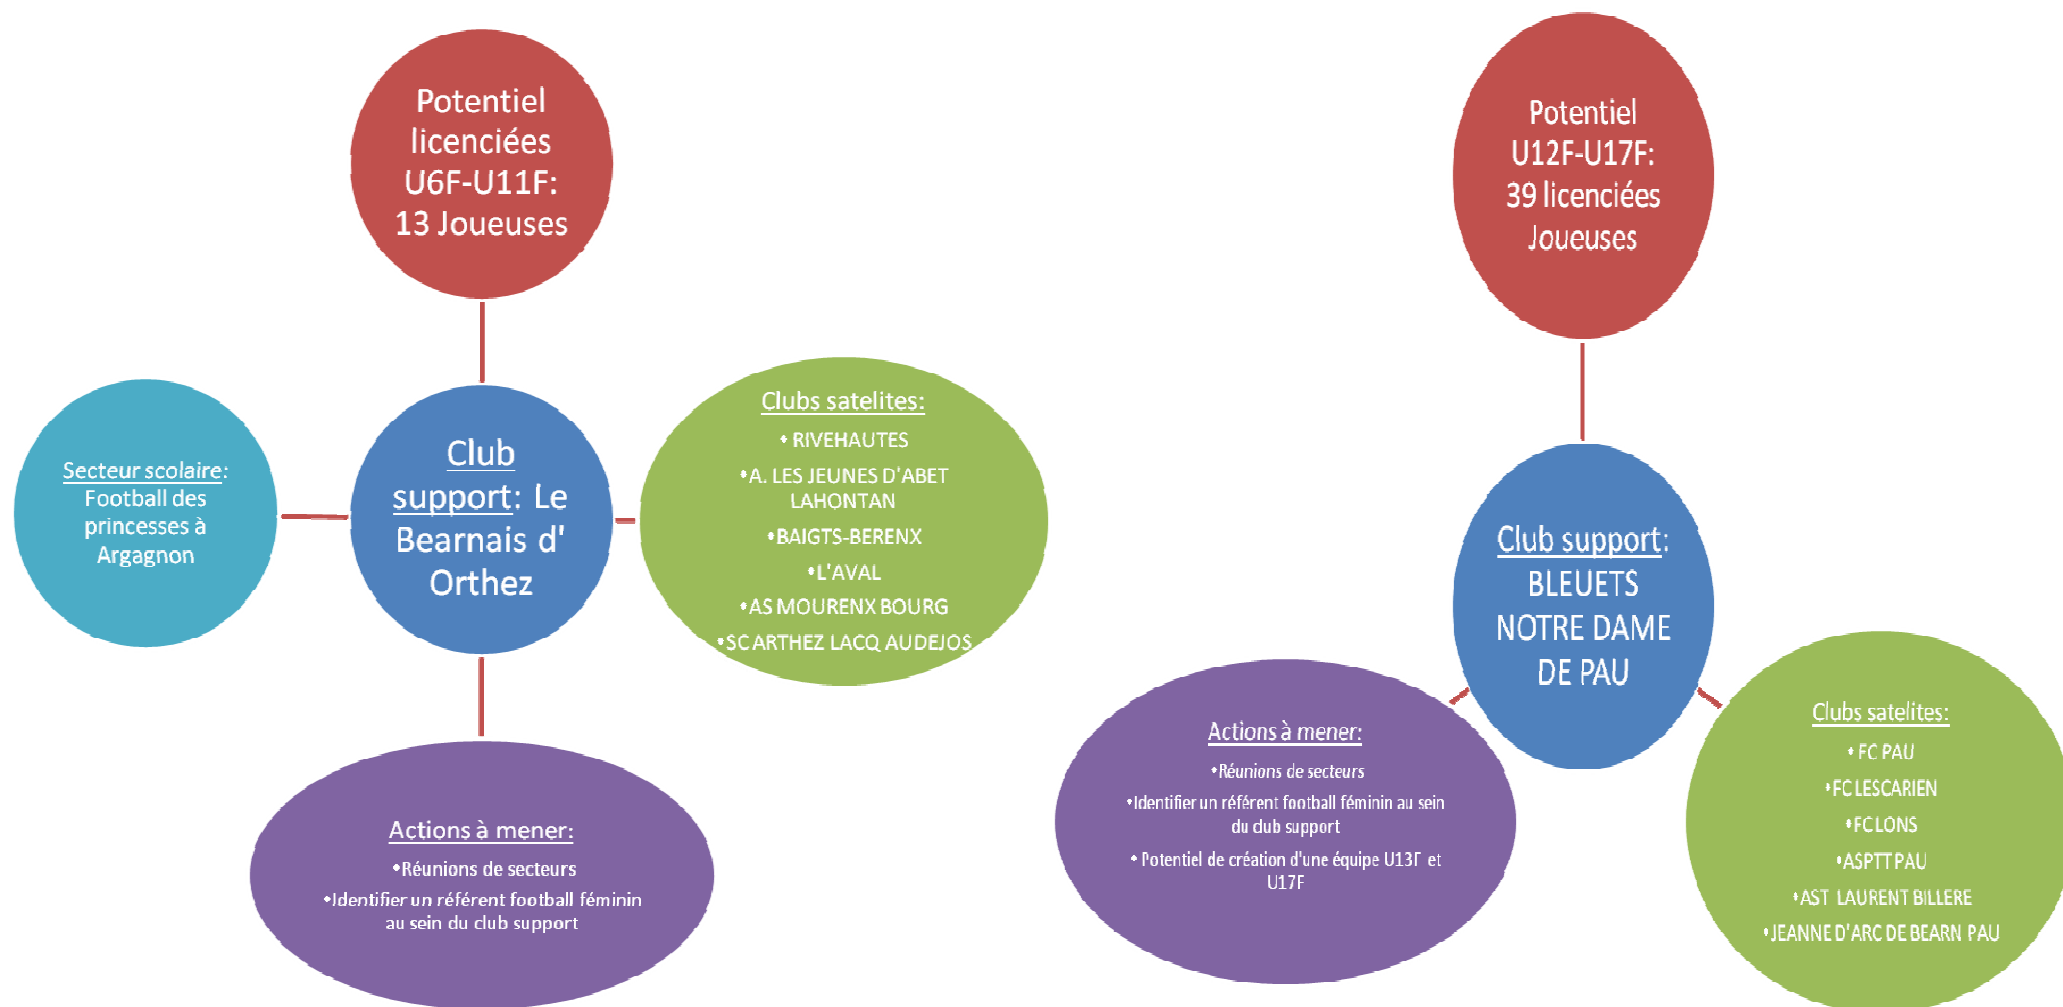 Potentiel
licenciées
U6F-U11F:
13 Joueuses
Secteur scolaire:
Football des
princesses à
Argagnon
Club
support: Le
Bearnais d'
Orthez
Clubs satelites:
• RIVEHAUTES
•A. LES JEUNES D'ABET
LAHONTAN
•BAIGTS-BERENX
•L'AVAL
•AS MOURENX BOURG
•SC ARTHEZ LACQ AUDEJOS
Actions à mener:
•Réunions de secteurs
•Identifier un référent football féminin
au sein du club support
Potentiel
U12F-U17F:
39 licenciées
Joueuses
Club support:
BLEUETS
NOTRE DAME
DE PAU
Actions à mener:
•Réunions de secteurs
•Identifier un référent football féminin au sein
du club support
• Potentiel de création d'une équipe U13F et
U17F
Clubs satelites:
• FC PAU
•FC LESCARIEN
•FC LONS
•ASPTT PAU
•AST LAURENT BILLERE
•JEANNE D'ARC DE BEARN PAU